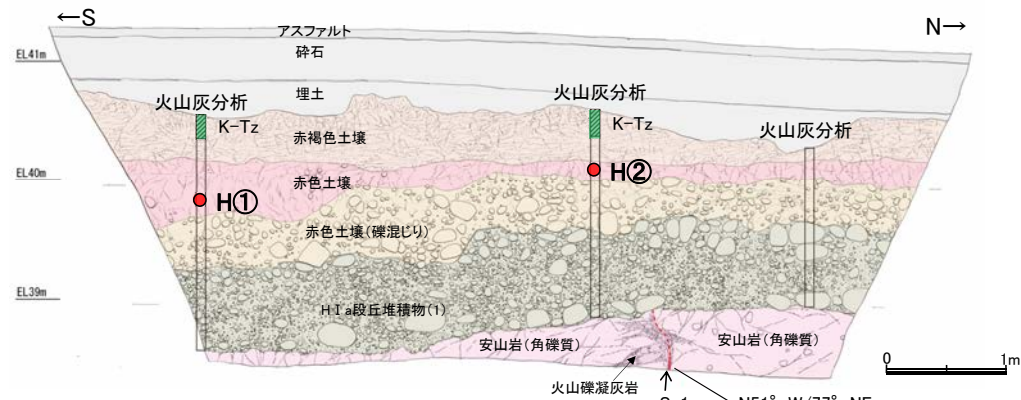 ←S
N→
アスファルト
砕石
EL41m
埋土
火山灰分析
火山灰分析
火山灰分析
K-Tz
K-Tz
赤褐色土壌
EL40m
赤色土壌
H①
H②
赤色土壌(礫混じり)
EL39m
HⅠa段丘堆積物(1)
安山岩(角礫質)
安山岩(角礫質)
火山礫凝灰岩
0 1m